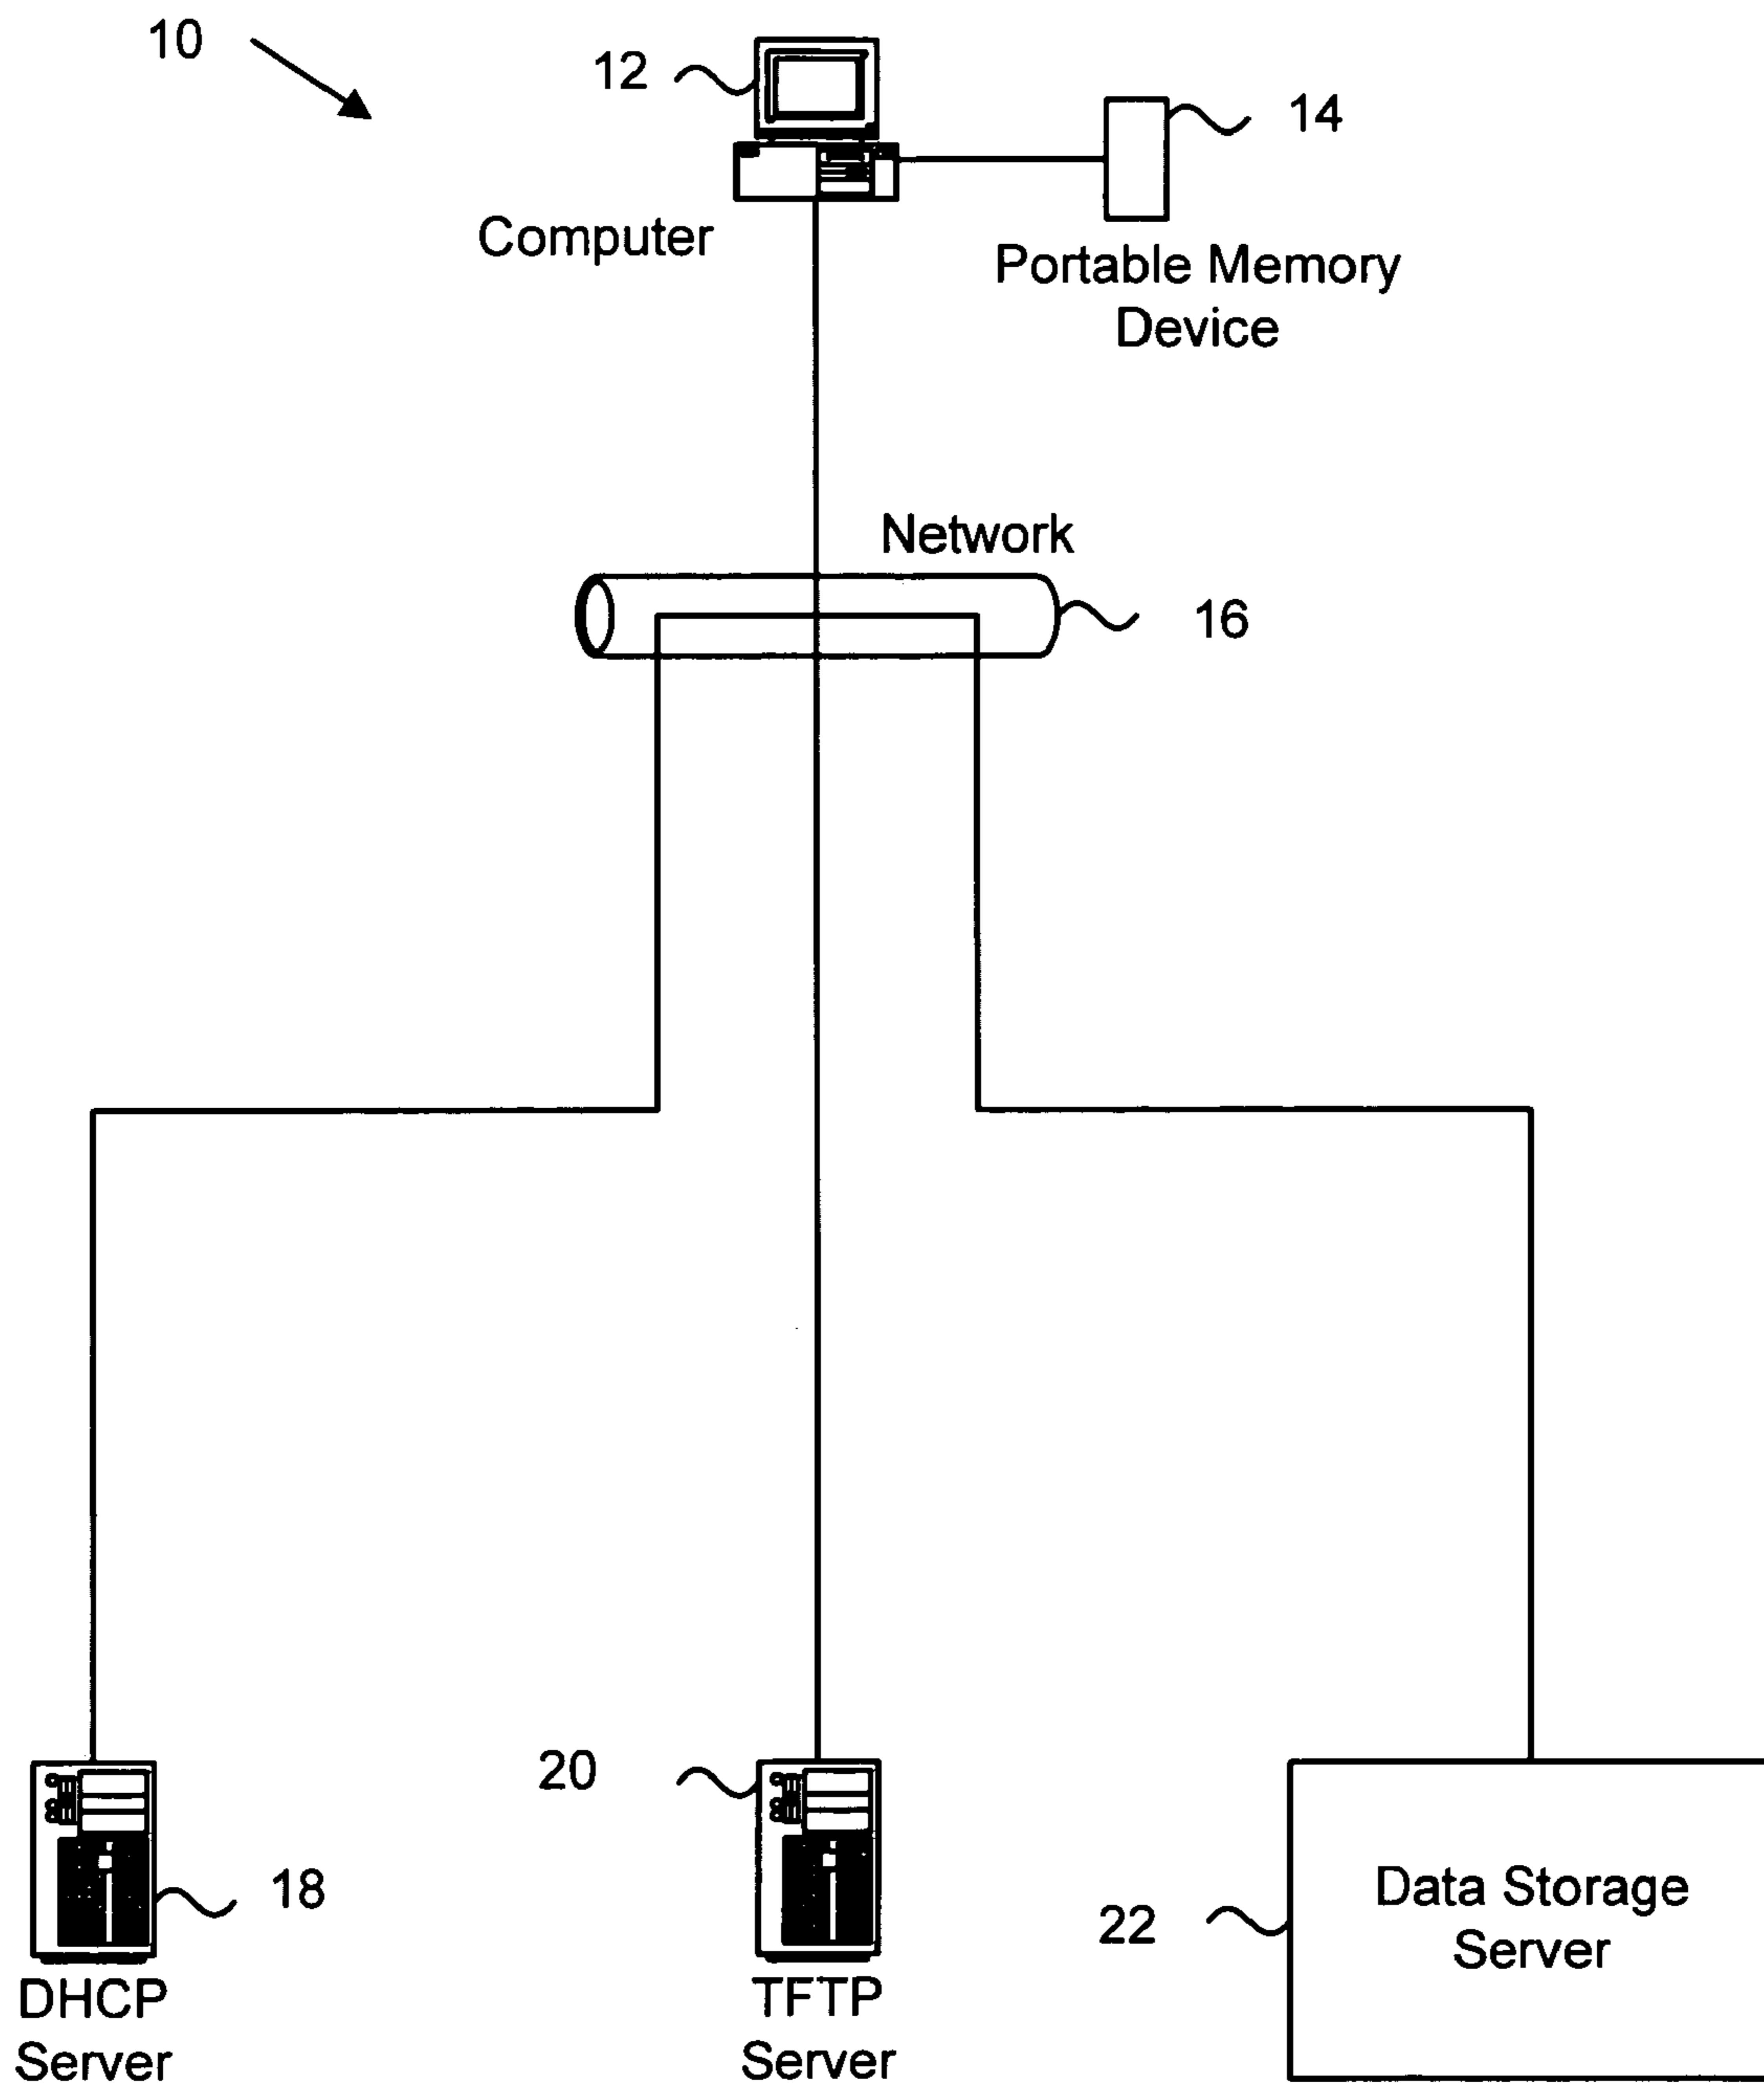 10
12
14
Computer
Portable Memory
Device
Network
16
20
18
22
Data Storage
Server
DHCP
Server
TFTP
Server